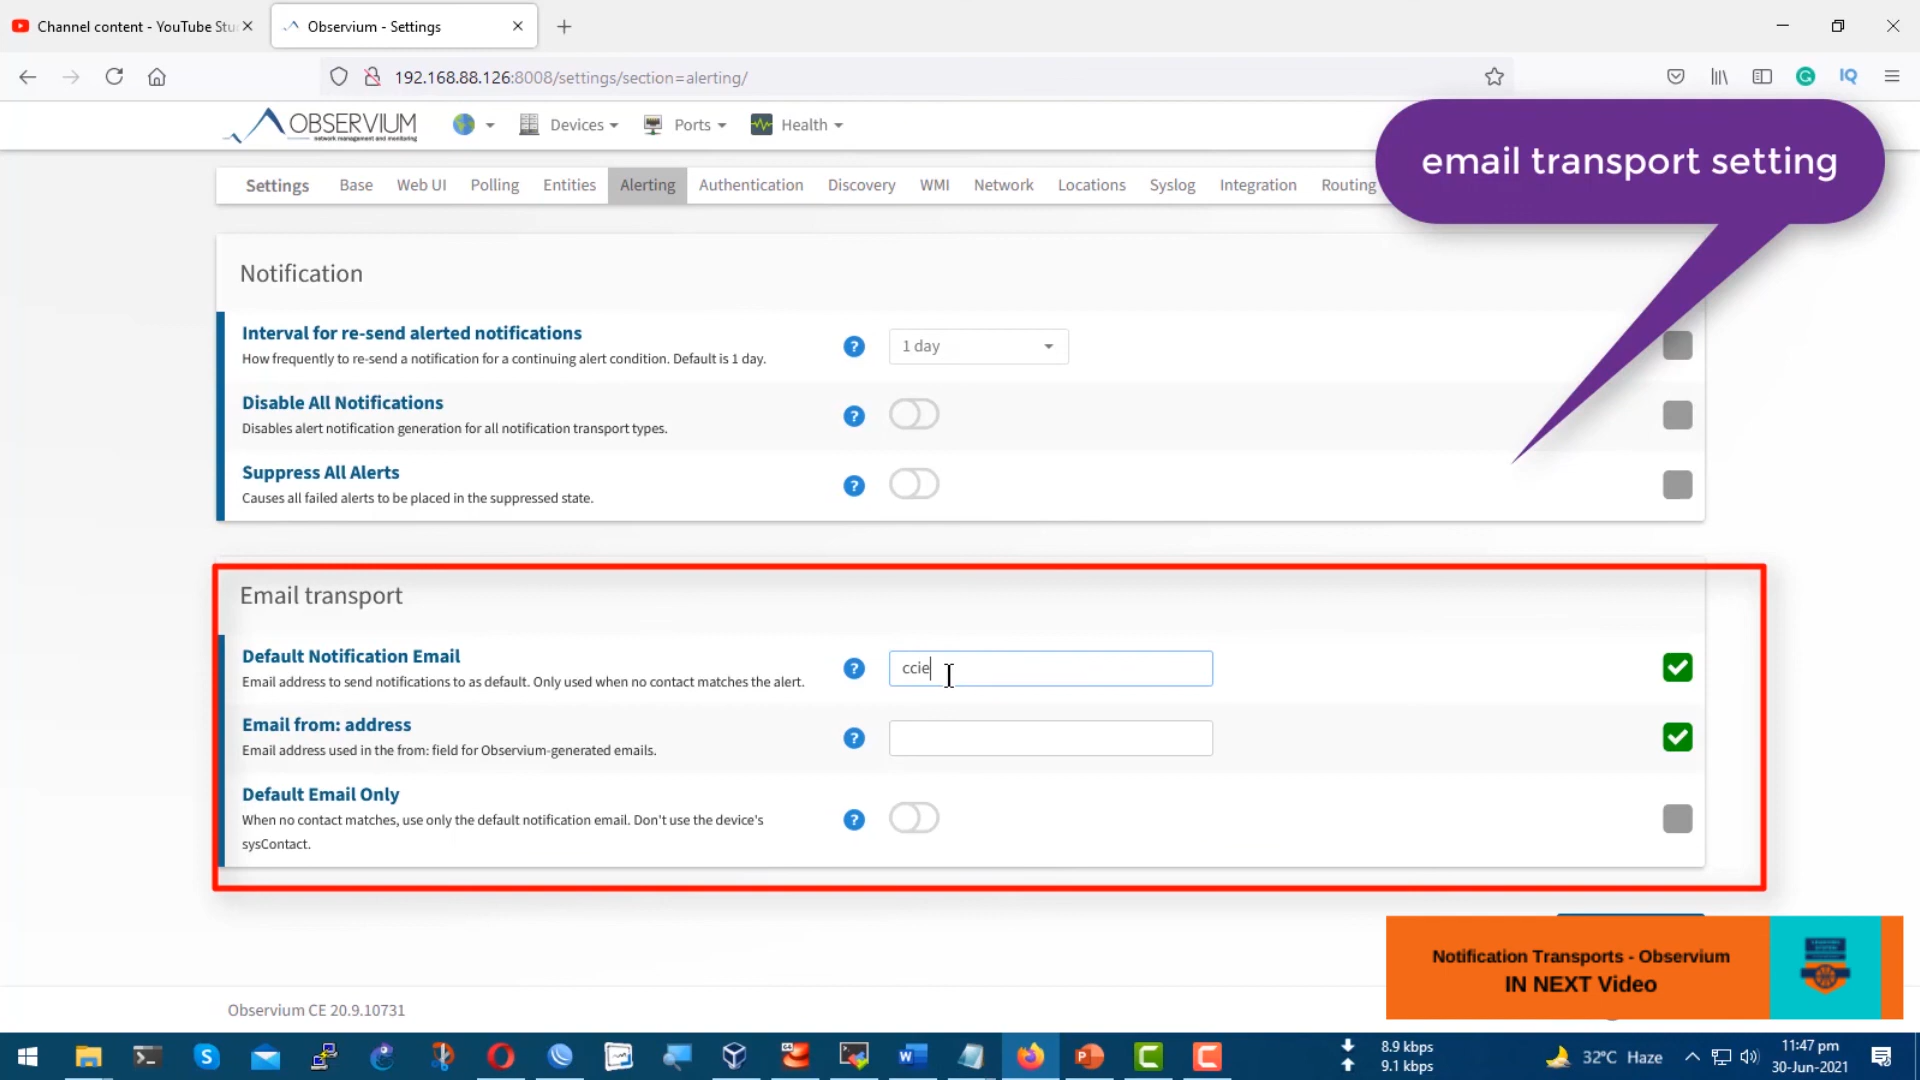 Channel content - YouTube Stu
Observium - Settings
192.168.88.126:8008/settings/section=alerting/
IQ
OBSERVIUM
network management and monitoring
Devices
Ports
Health
email transport setting
Settings
Base
Web UI
Polling
Entities
Alerting
Authentication
Discovery
WMI
Network
Locations
Syslog
Integration
Routing
Notification
Interval for re-send alerted notifications
How frequently to re-send a notification for a continuing alert condition. Default is 1 day.
1 day
Disable All Notifications
Disables alert notification generation for all notification transport types.
Suppress All Alerts
Causes all failed alerts to be placed in the suppressed state.
Email transport
Default Notification Email
Email address to send notifications to as default. Only used when no contact matches the alert.
ccie
Email from: address
Email address used in the from: field for Observium-generated emails.
Default Email Only
When no contact matches, use only the default notification email. Don't use the device's
sysContact.
Notification Transports - Observium
IN NEXT Video
Observium CE 20.9.10731
8.9 kbps
9.1 kbps
32°C Haze
11:47 pm
30-Jun-2021